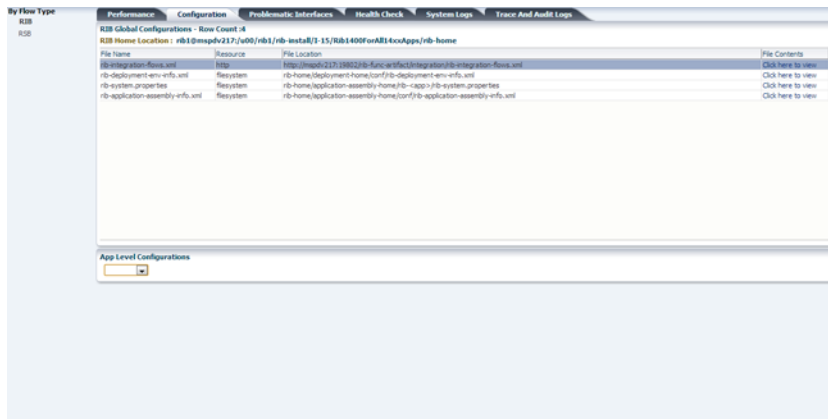 By Flow Type
RIB
RSB
Performance Configuration Problematic Interfaces Health Check System Logs Trace And Audit Logs
RIB Global Configurations - Row Count :4
RIB Home Location : rib1@mspdv217:/u00/rib1/rib-install/I-15/Rib1400ForAll14xxApps/rib-home
File Name Resource File Location File Contents
rib-integration-flows.xml http http://mspdv217:19802/rib-func-artifact/integration/rib-integration-flows.xml Click here to view
rib-deployment-env-info.xml filesystem rib-home/deployment-home/conf/rib-deployment-env-info.xml Click here to view
rib-system.properties filesystem rib-home/application-assembly-home/rib-<app>/rib-system.properties Click here to view
rib-application-assembly-info.xml filesystem rib-home/application-assembly-home/conf/rib-application-assembly-info.xml Click here to view
App Level Configurations